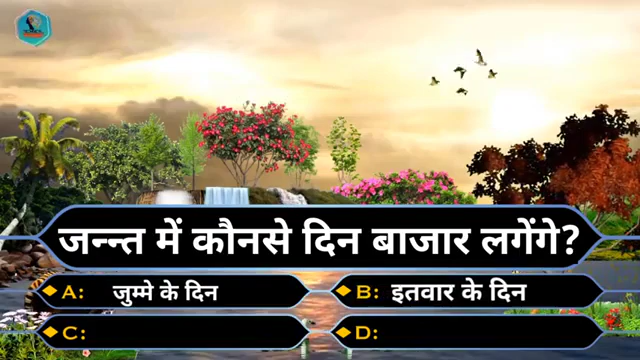 जन्न्त में कौनसे दिन बाजार लगेंगे?
A: जुम्मे के दिन
B: इतवार के दिन
C:
D: